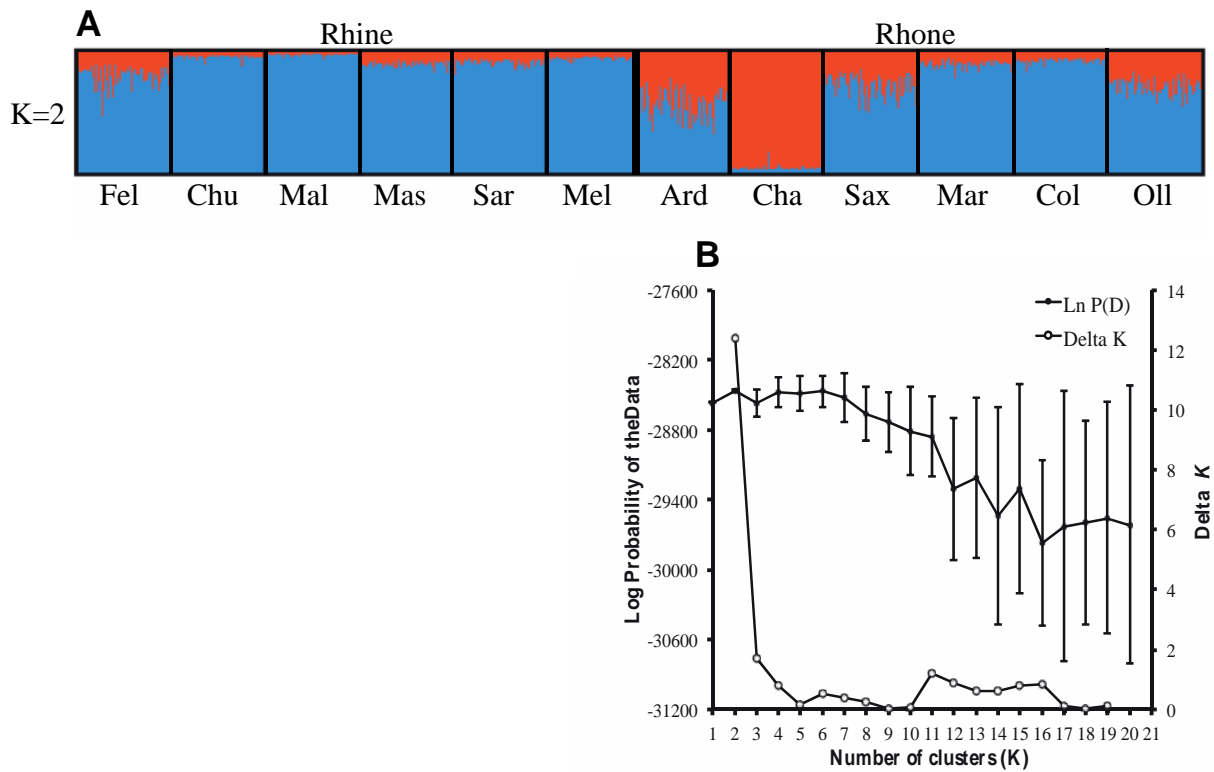 A
Rhine Rhone
K=2
Fel Chu Mal Mas Sar Mel Ard Cha Sax Mar Col Oll
B
Log Probability of theData
-27600
-28200
-28800
-29400
-30000
-30600
-31200
Ln P(D)
Delta K
14
12
10
8
6
4
2
0
Delta K
1 2 3 4 5 6 7 8 9 10 11 12 13 14 15 16 17 18 19 20 21
Number of clusters (K)